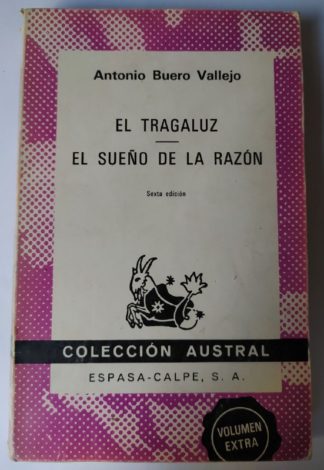 Antonio Buero Vallejo
EL TRAGALUZ
EL SUEÑO DE LA RAZÓN
Sexta edición
COLECCIÓN AUSTRAL
ESPASA-CALPE, S. A.
VOLUMEN
EXTRA